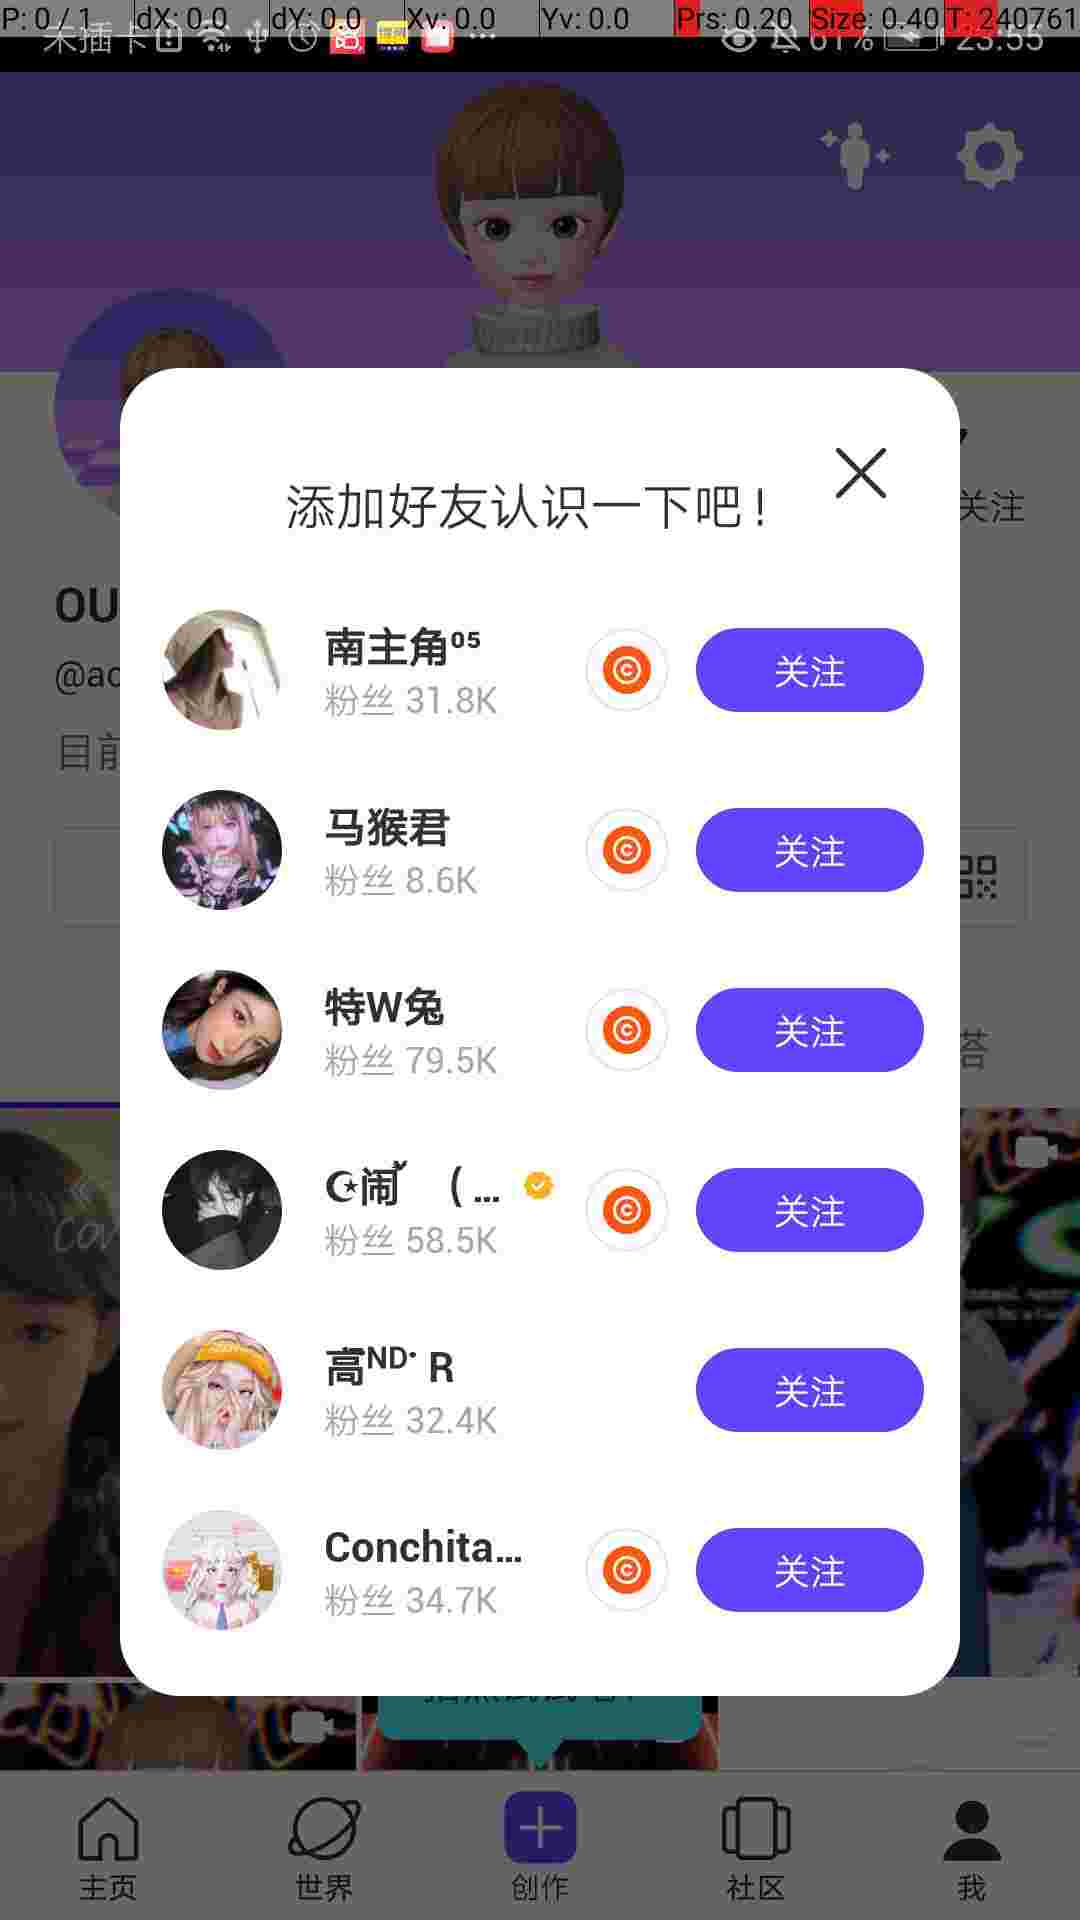 P: 0 / 1 dX: 0.0 dY: 0.0 Xv: 0.0 Yv: 0.0 Prs: 0.20 Size: 0.40 T: 240761
未插卡 61% 23:55
添加好友认识一下吧！
关注
OU
南主角⁰⁵
粉丝 31.8K
关注
@ac
目前
马猴君
粉丝 8.6K
关注
特W兔
粉丝 79.5K
关注
答
☪闹 ( ...
粉丝 58.5K
关注
高ᴺᴰ· R
粉丝 32.4K
关注
Conchita...
粉丝 34.7K
关注
主页 世界 创作 社区 我